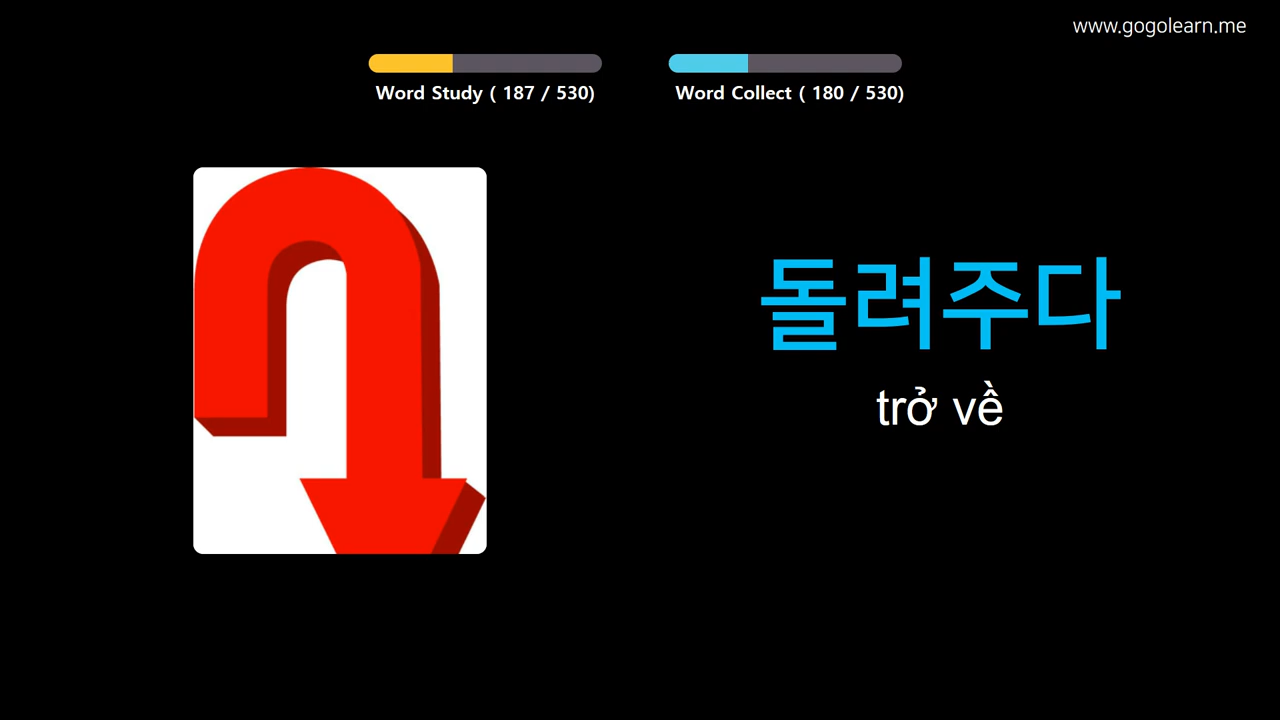 www.gogolearn.me
Word Study ( 187 / 530)
Word Collect ( 180 / 530)
돌려주다
trở về